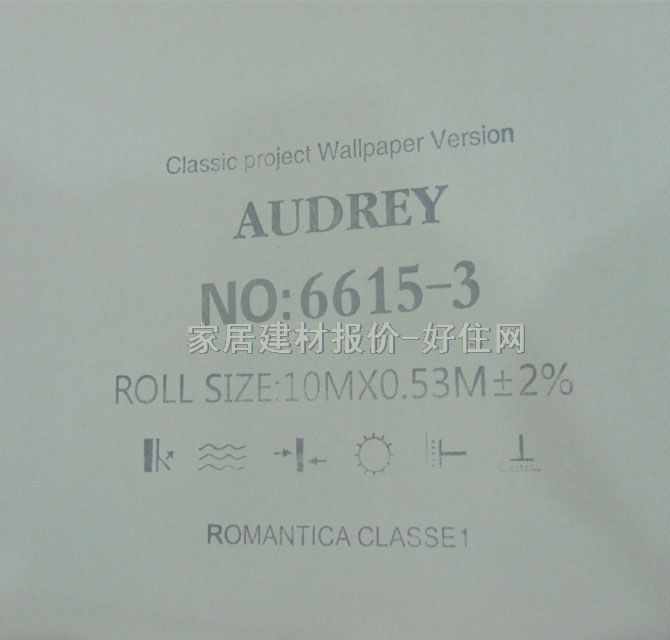 Classic project Wallpaper Version
AUDREY
NO:6615-3
家居建材报价-好住网
ROLL SIZE:10MX0.53M±2%
ROMANTICA CLASSE1